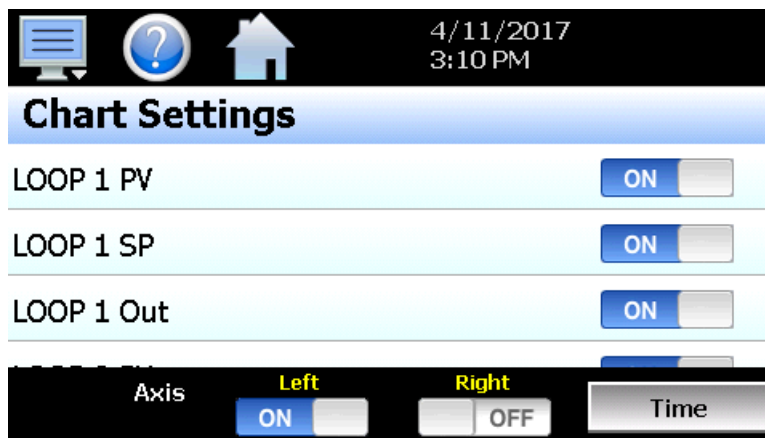 ?
4/11/2017
3:10 PM
Chart Settings
LOOP 1 PV ON
LOOP 1 SP ON
LOOP 1 Out ON
Axis Left ON Right OFF Time